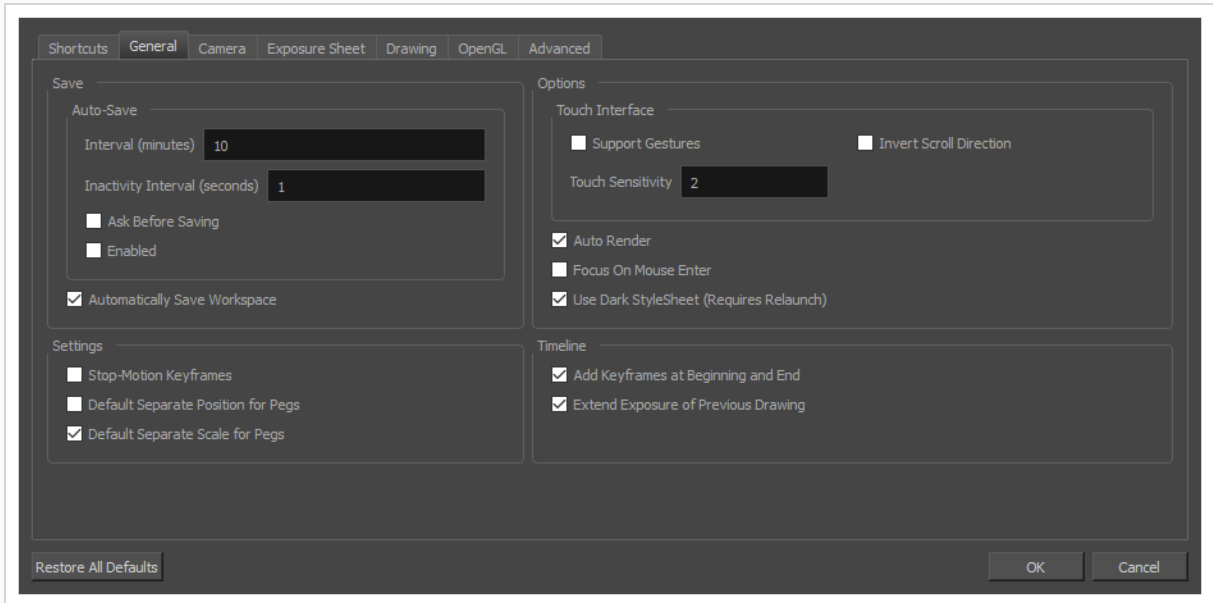 Shortcuts General Camera Exposure Sheet Drawing OpenGL Advanced
Save
Auto-Save
Interval (minutes) 10
Inactivity Interval (seconds) 1
Ask Before Saving
Enabled
Automatically Save Workspace
Options
Touch Interface
Support Gestures Invert Scroll Direction
Touch Sensitivity 2
Auto Render
Focus On Mouse Enter
Use Dark StyleSheet (Requires Relaunch)
Settings
Stop-Motion Keyframes
Default Separate Position for Pegs
Default Separate Scale for Pegs
Timeline
Add Keyframes at Beginning and End
Extend Exposure of Previous Drawing
Restore All Defaults OK Cancel